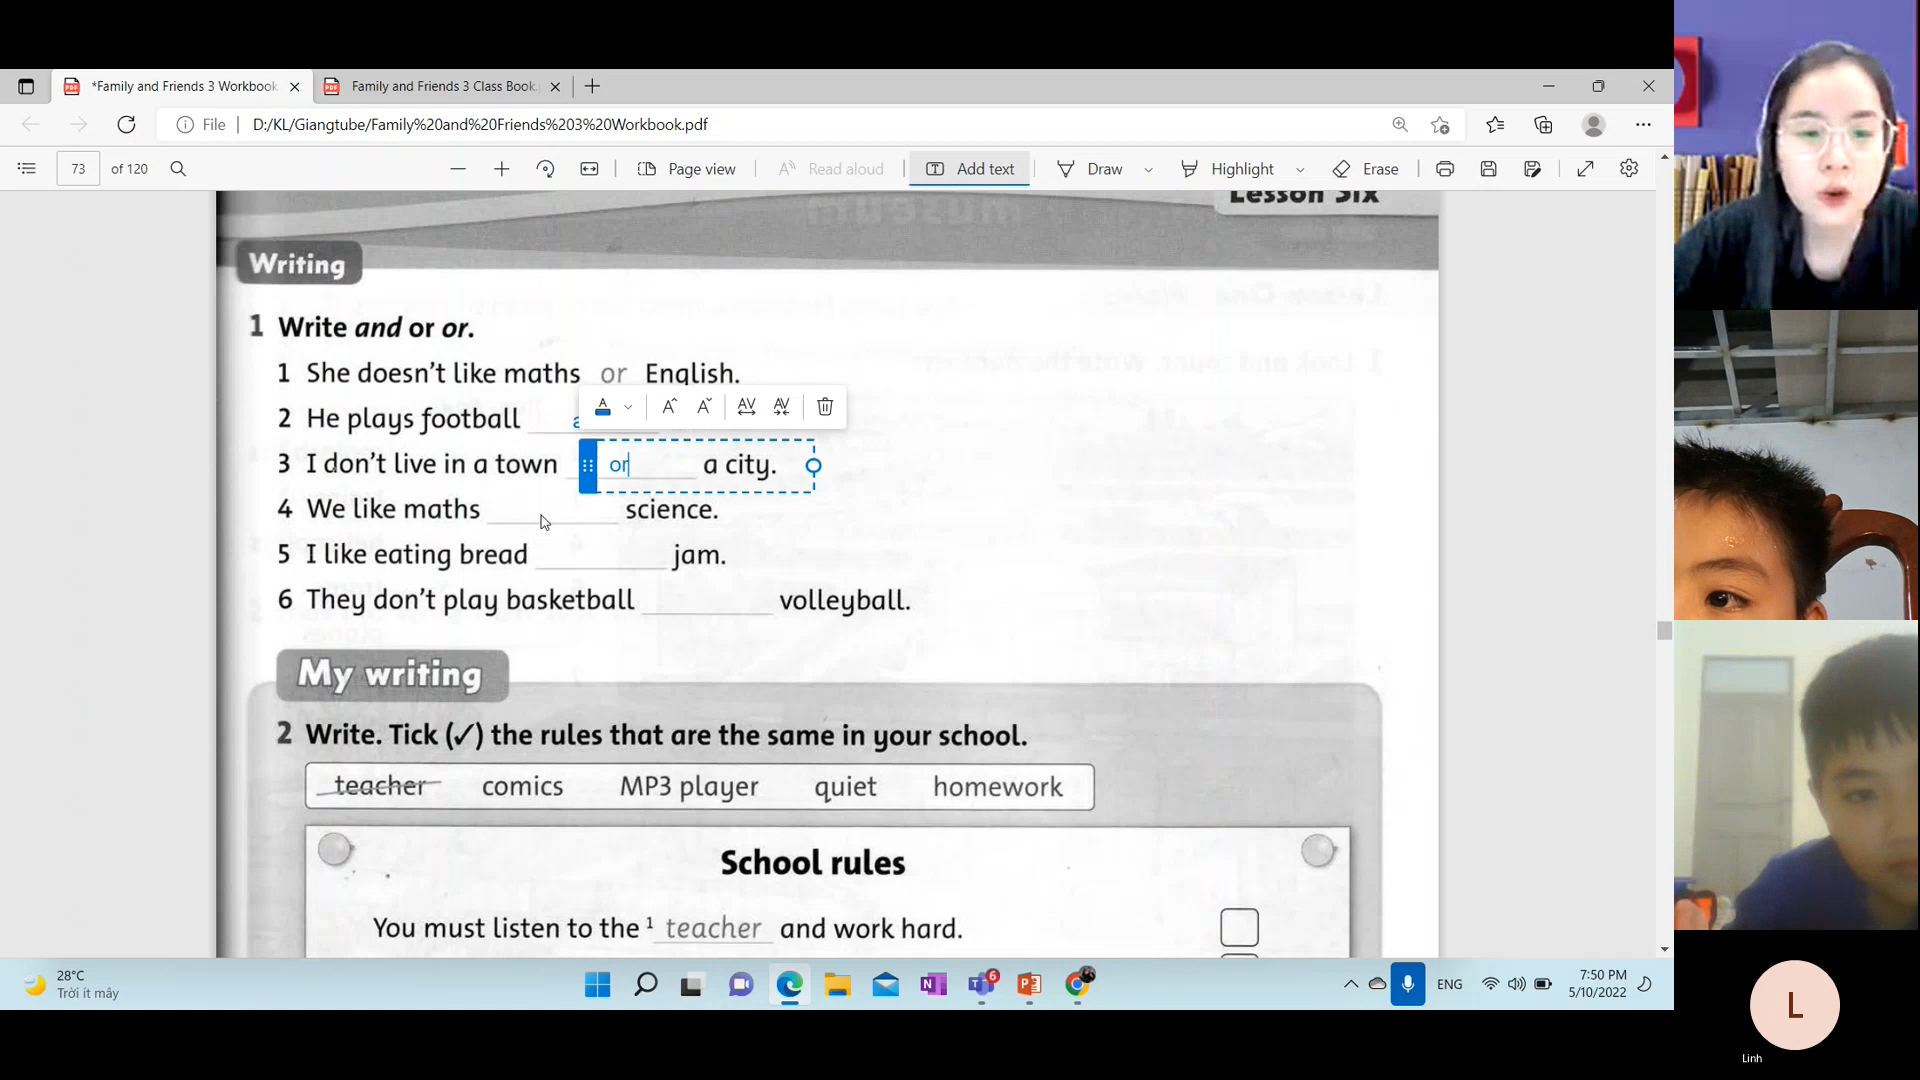 *Family and Friends 3 Workbook
Family and Friends 3 Class Book.
File
D:/KL/Giangtube/Family%20and%20Friends%203%20Workbook.pdf
73 of 120
Page view
Read aloud
Add text
Draw
Highlight
Erase
Lesson Six
Writing
1 Write and or or.
1 She doesn't like maths or English.
2 He plays football
3 I don't live in a town or a city.
4 We like maths science.
5 I like eating bread jam.
6 They don't play basketball volleyball.
My writing
2 Write. Tick (✓) the rules that are the same in your school.
teacher comics MP3 player quiet homework
School rules
You must listen to the 1 teacher and work hard.
28°C
Trời ít mây
6
ENG
7:50 PM
5/10/2022
L
Linh